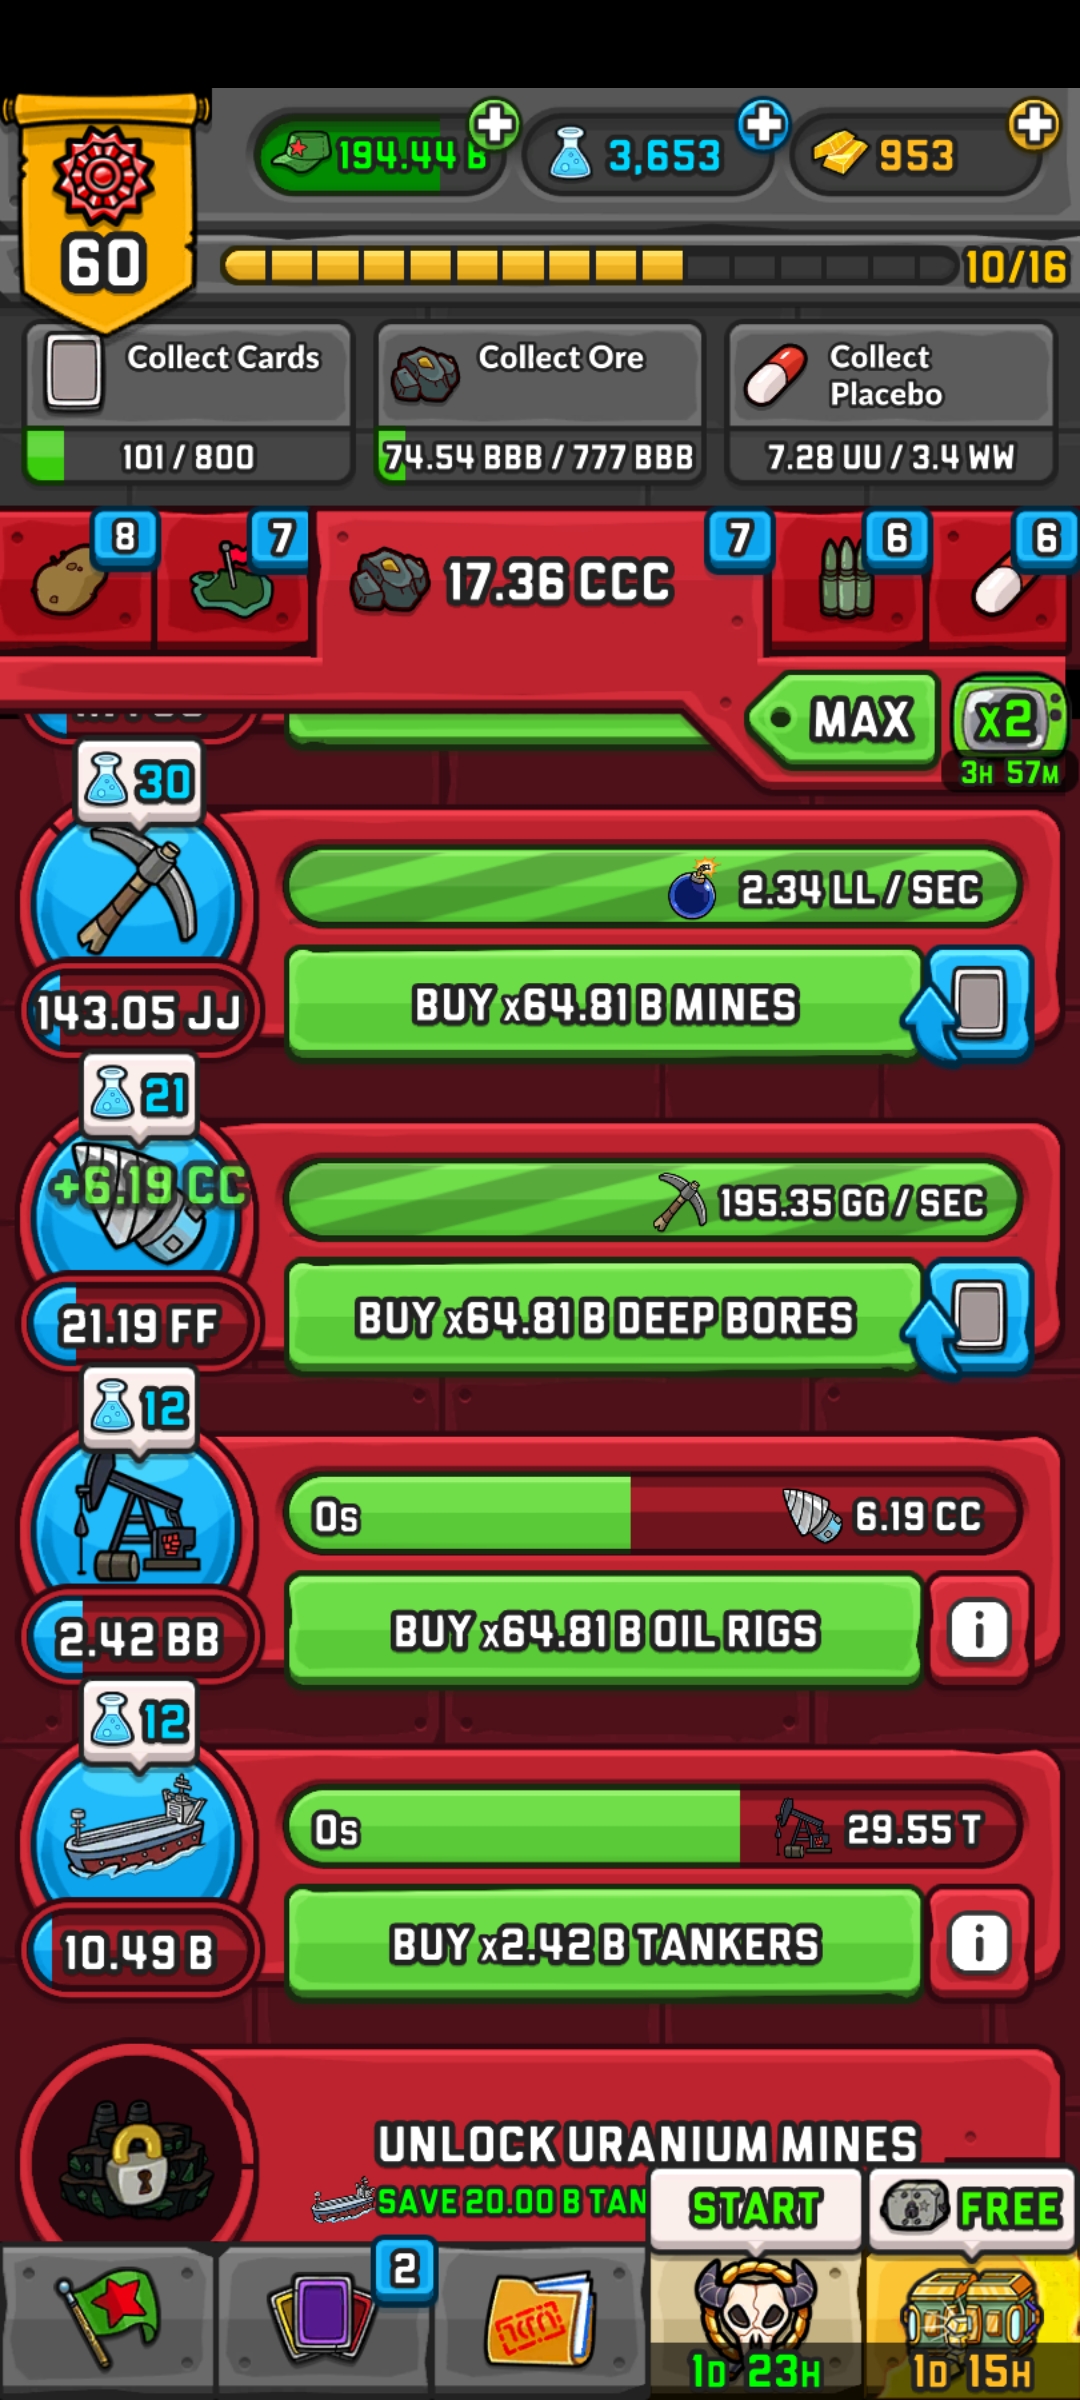 194.44 B
3,653
953
60
10/16
Collect Cards
101 / 800
Collect Ore
74.54 BBB / 777 BBB
Collect
Placebo
7.28 UU / 3.4 WW
8
7
17.36 CCC
7
6
6
MAX
x2
3H 57M
30
2.34 LL / SEC
143.05 JJ
BUY x64.81 B MINES
21
+6.19 CC
195.35 GG / SEC
21.19 FF
BUY x64.81 B DEEP BORES
12
0s
6.19 CC
2.42 BB
BUY x64.81 B OIL RIGS
i
12
0s
29.55 T
10.49 B
BUY x2.42 B TANKERS
i
UNLOCK URANIUM MINES
SAVE 20.00 B TAN
START
FREE
2
1D 23H
1D 15H